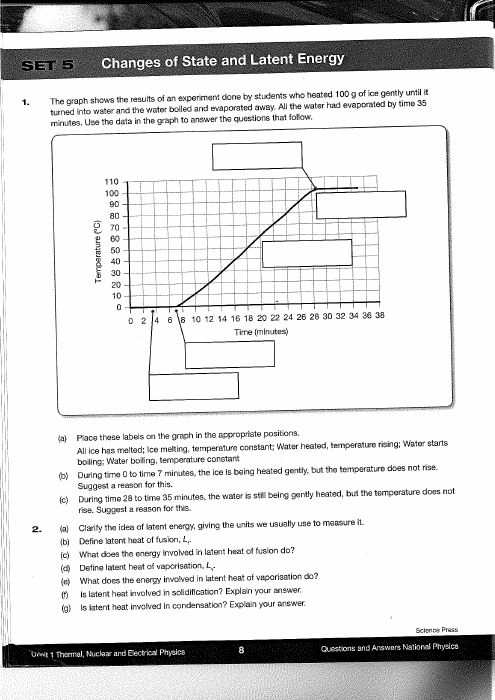 SET 5 Changes of State and Latent Energy
1. The graph shows the results of an experiment done by students who heated 100 g of ice gently until it
turned into water and the water boiled and evaporated away. All the water had evaporated by time 35
minutes. Use the data in the graph to answer the questions that follow.
110
100
90
80
70
60
50
40
30
20
10
0
Temperature (°C)
0 2 4 6 8 10 12 14 16 18 20 22 24 26 28 30 32 34 36 38
Time (minutes)
(a) Place these labels on the graph in the appropriate positions.
All ice has melted; Ice melting, temperature constant; Water heated, temperature rising; Water starts
boiling; Water boiling, temperature constant
(b) During time 0 to time 7 minutes, the ice is being heated gently, but the temperature does not rise.
Suggest a reason for this.
(c) During time 28 to time 35 minutes, the water is still being gently heated, but the temperature does not
rise. Suggest a reason for this.
2. (a) Clarify the idea of latent energy, giving the units we usually use to measure it.
(b) Define latent heat of fusion, Lf.
(c) What does the energy involved in latent heat of fusion do?
(d) Define latent heat of vaporisation, Lv.
(e) What does the energy involved in latent heat of vaporisation do?
(f) Is latent heat involved in solidification? Explain your answer.
(g) Is latent heat involved in condensation? Explain your answer.
Science Press
Unit 1 Thermal, Nuclear and Electrical Physics 8 Questions and Answers National Physics